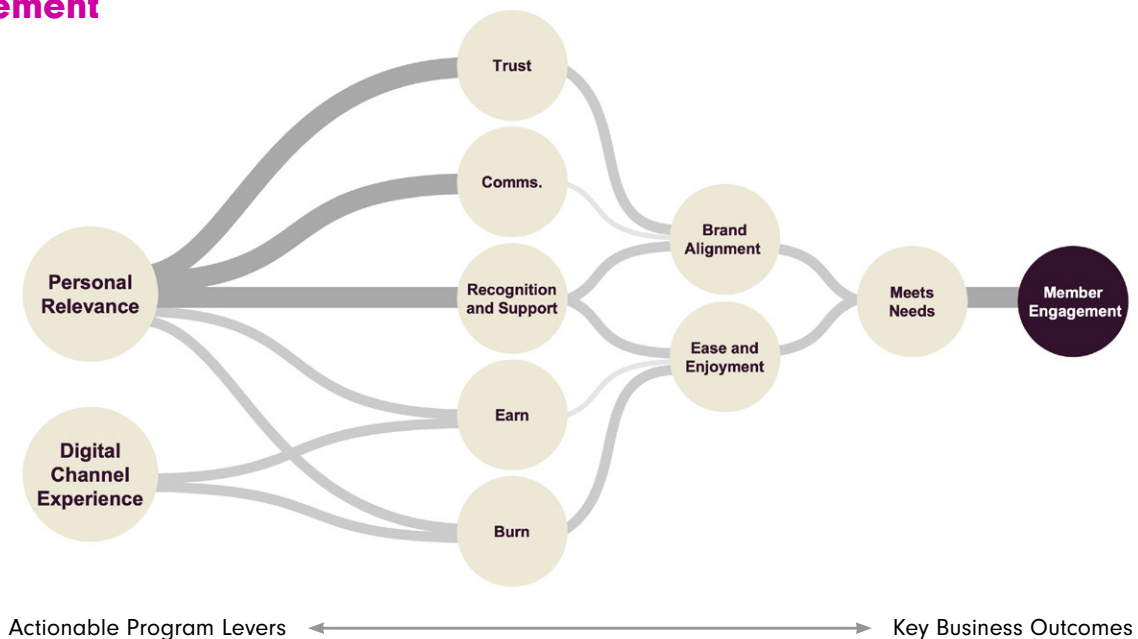 ement
Trust
Comms.
Personal
Relevance
Recognition
and Support
Brand
Alignment
Meets
Needs
Member
Engagement
Ease and
Enjoyment
Earn
Digital
Channel
Experience
Burn
Actionable Program Levers
Key Business Outcomes